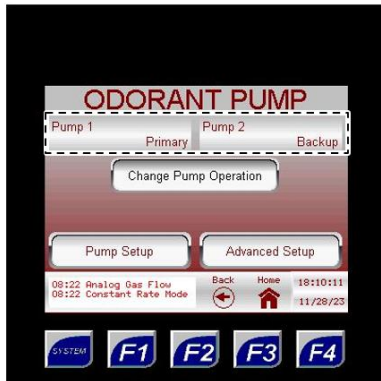 ODORANT PUMP
Pump 1 Pump 2
Primary Backup
Change Pump Operation
Pump Setup Advanced Setup
08:22 Analog Gas Flow
08:22 Constant Rate Mode
Back Home
18:10:11
11/28/23
SYSTEM F1 F2 F3 F4